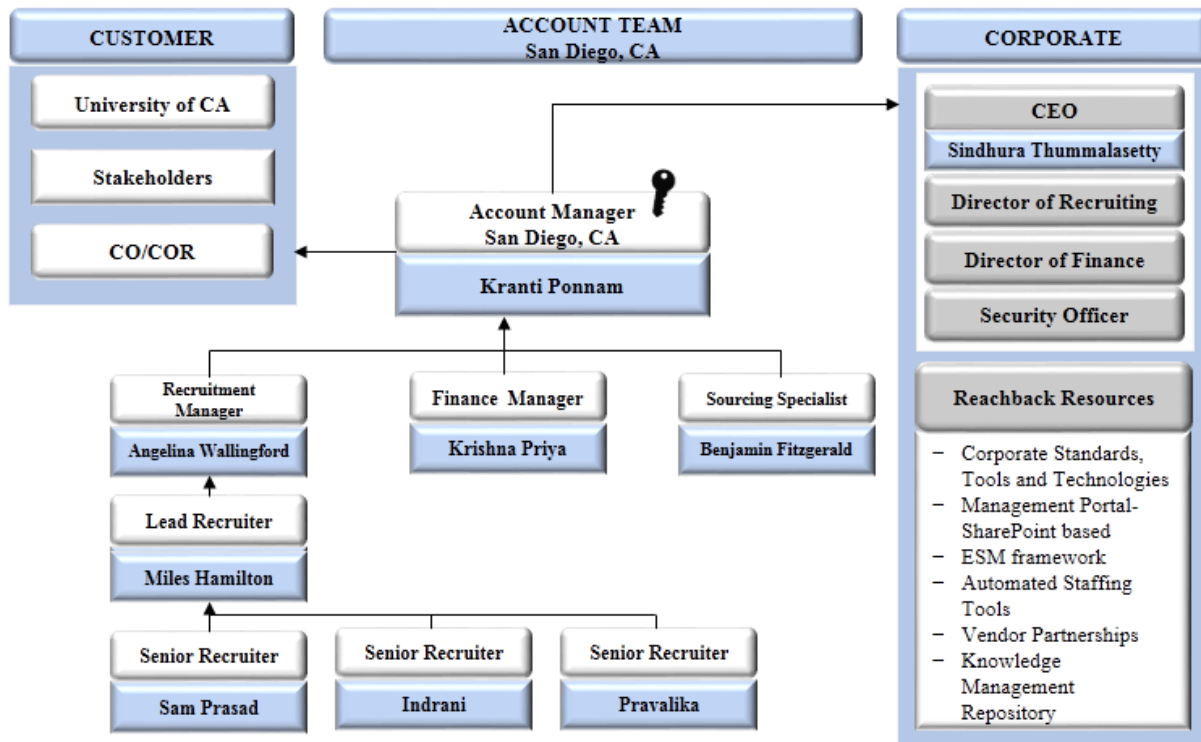 CUSTOMER
University of CA
Stakeholders
CO/COR
ACCOUNT TEAM
San Diego, CA
Account Manager
San Diego, CA
Kranti Ponnam
Recruitment
Manager
Angelina Wallingford
Finance Manager
Krishna Priya
Sourcing Specialist
Benjamin Fitzgerald
Lead Recruiter
Miles Hamilton
Senior Recruiter
Sam Prasad
Senior Recruiter
Indrani
Senior Recruiter
Pravalika
CORPORATE
CEO
Sindhura Thummalasetty
Director of Recruiting
Director of Finance
Security Officer
Reachback Resources
– Corporate Standards,
Tools and Technologies
– Management Portal-
SharePoint based
– ESM framework
– Automated Staffing
Tools
– Vendor Partnerships
– Knowledge
Management
Repository